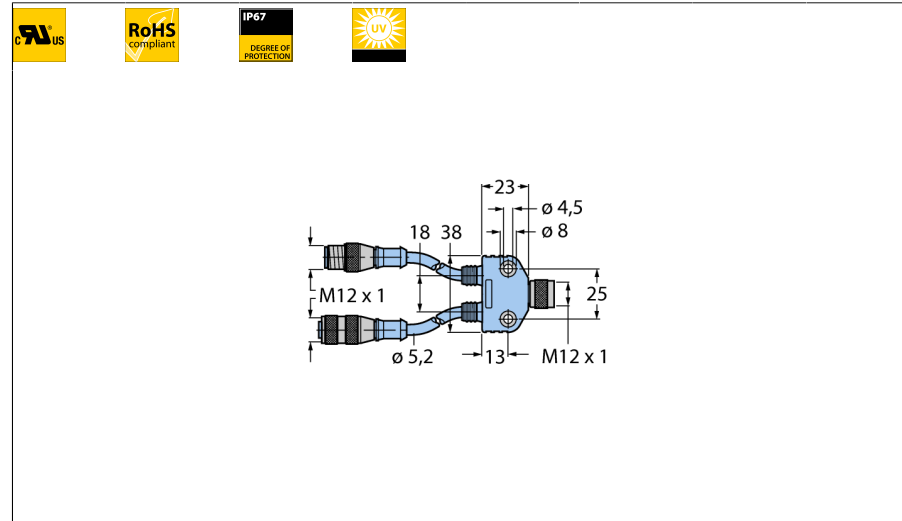 c RU US
RoHS
compliant
IP67
DEGREE OF
PROTECTION
UV
23
ø 4,5
18 38
ø 8
M12 x 1
25
ø 5,2
13
M12 x 1